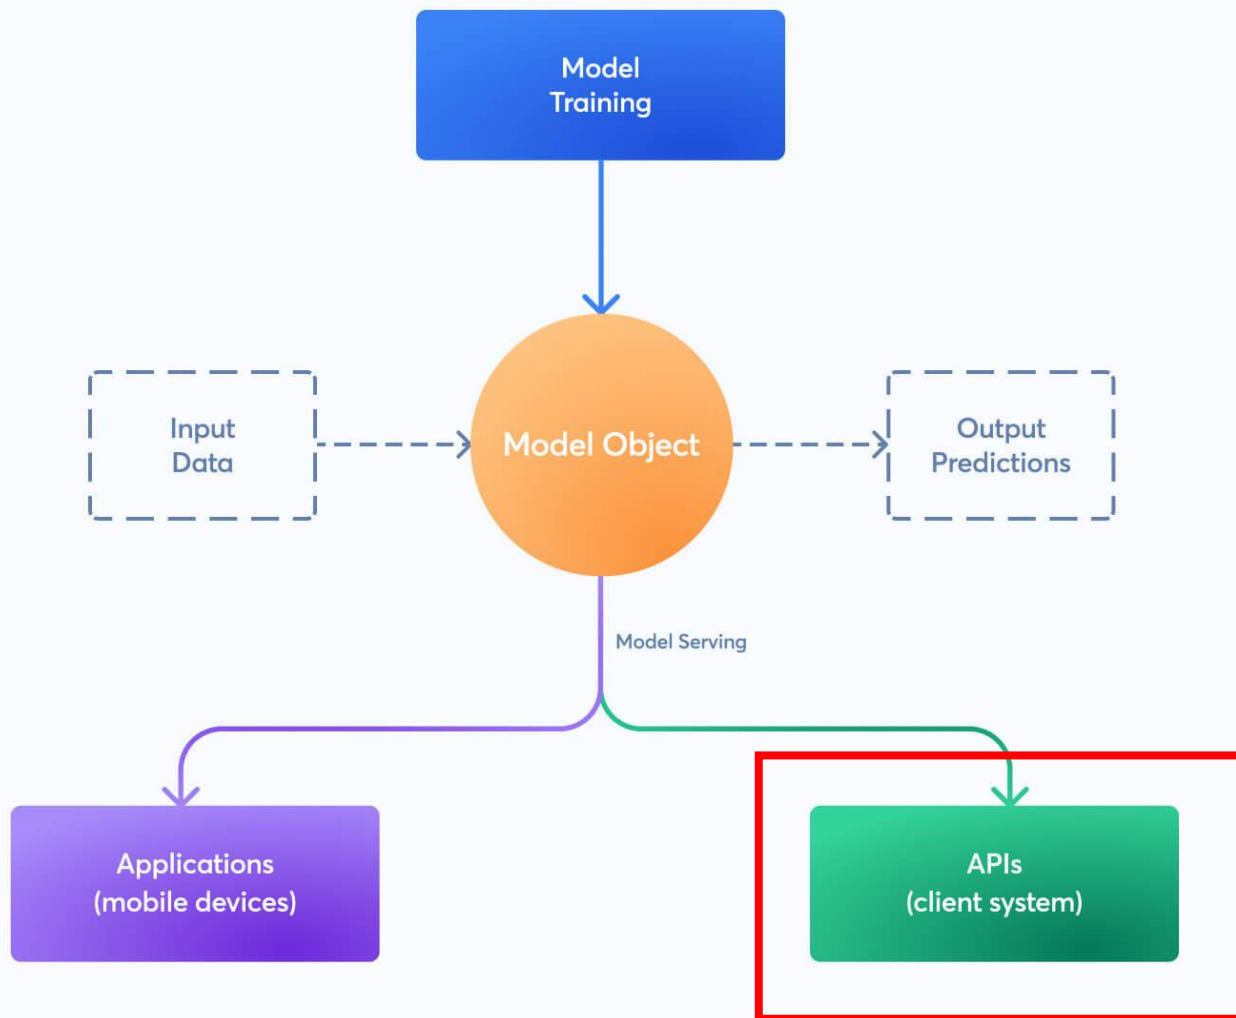 Model
Training
Input
Data
Model Object
Output
Predictions
Model Serving
Applications
(mobile devices)
APIs
(client system)